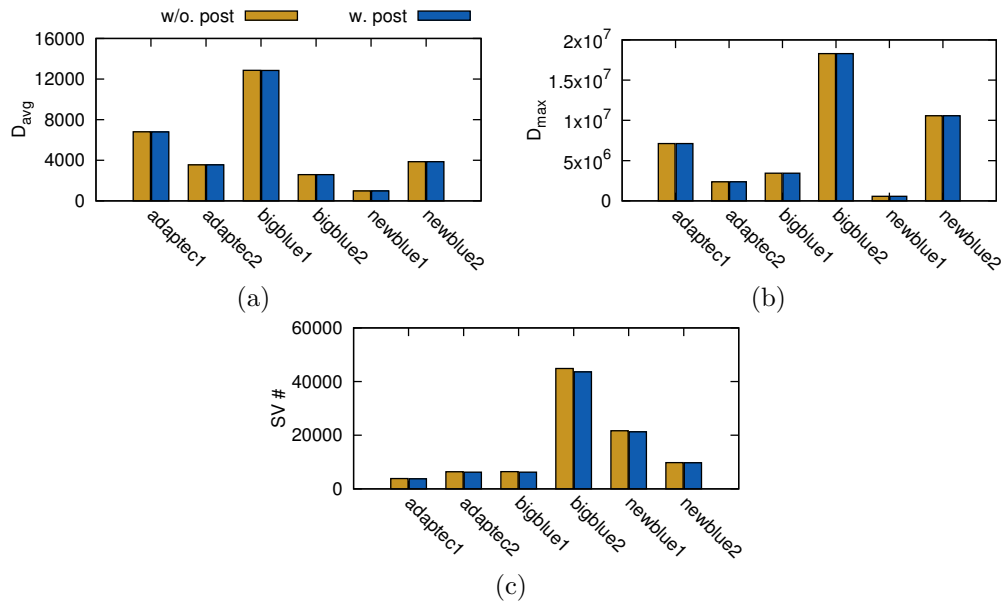 w/o. post w. post
16000
12000
8000
4000
0
D_avg
adaptec1 adaptec2 bigblue1 bigblue2 newblue1 newblue2
(a)
2x10^7
1.5x10^7
1x10^7
5x10^6
0
D_max
adaptec1 adaptec2 bigblue1 bigblue2 newblue1 newblue2
(b)
60000
40000
20000
0
SV #
adaptec1 adaptec2 bigblue1 bigblue2 newblue1 newblue2
(c)